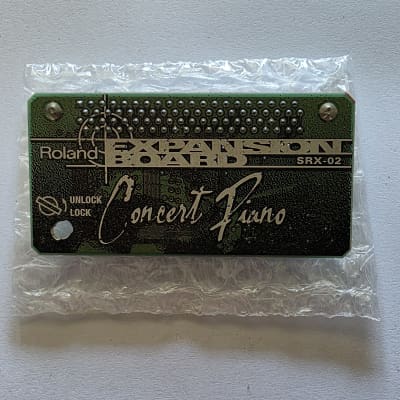 Roland EXPANSION
BOARD SRX-02
UNLOCK
LOCK
Concert Piano